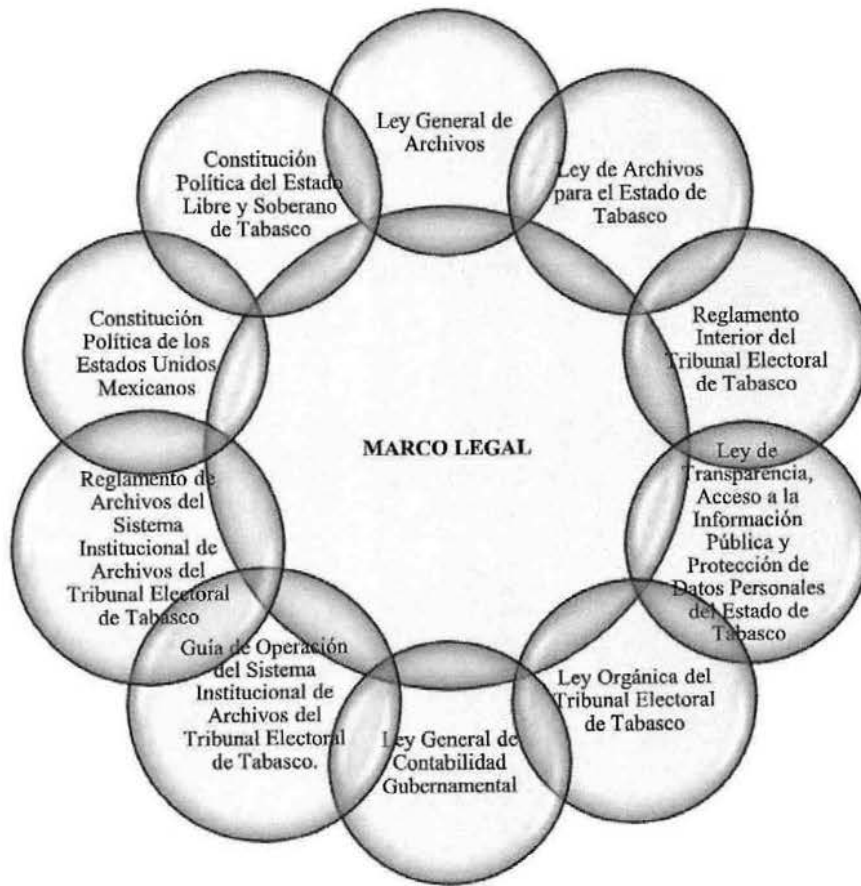 Ley General de
Archivos
Ley de Archivos
para el Estado de
Tabasco
Reglamento
Interior del
Tribunal Electoral
de Tabasco
Ley de
Transparencia,
Acceso a la
Información
Pública y
Protección de
Datos Personales
del Estado de
Tabasco
Ley Orgánica del
Tribunal Electoral
de Tabasco
Ley General de
Contabilidad
Gubernamental
Guía de Operación
del Sistema
Institucional de
Archivos del
Tribunal Electoral
de Tabasco.
Reglamento de
Archivos del
Sistema
Institucional de
Archivos del
Tribunal Electoral
de Tabasco
Constitución
Política de los
Estados Unidos
Mexicanos
Constitución
Política del Estado
Libre y Soberano
de Tabasco
MARCO LEGAL